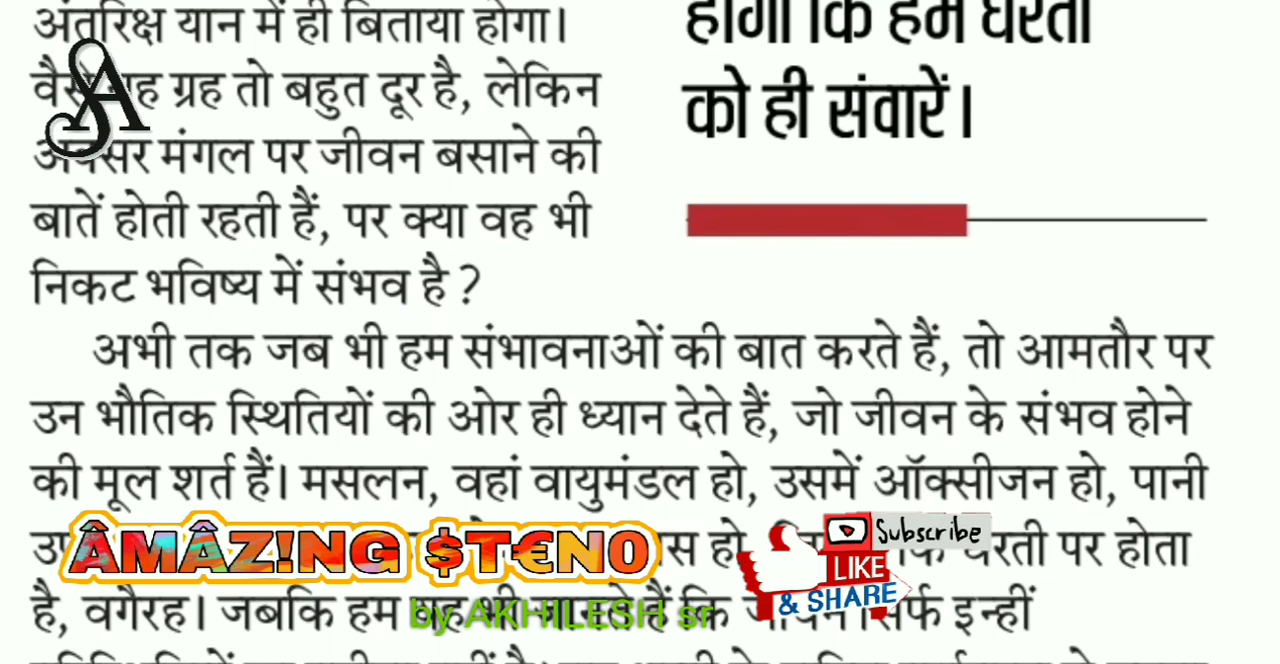 अंतरिक्ष यान में ही बिताया होगा।
ग्रह तो बहुत दूर है, लेकिन
मंगल पर जीवन बसाने की
बातें होती रहती हैं, पर क्या वह भी
निकट भविष्य में संभव है ?
होगा कि हम धरती
को ही संवारें।
अभी तक जब भी हम संभावनाओं की बात करते हैं, तो आमतौर पर
उन भौतिक स्थितियों की ओर ही ध्यान देते हैं, जो जीवन के संभव होने
की मूल शर्त हैं। मसलन, वहां वायुमंडल हो, उसमें ऑक्सीजन हो, पानी
हो धरती पर होता
है, वगैरह। जबकि हम यह भी मानते हैं कि जीवन सिर्फ इन्हीं
ÂMÂZ!NG $T€NO
by AKHILESH sr
Subscribe
LIKE
& SHARE